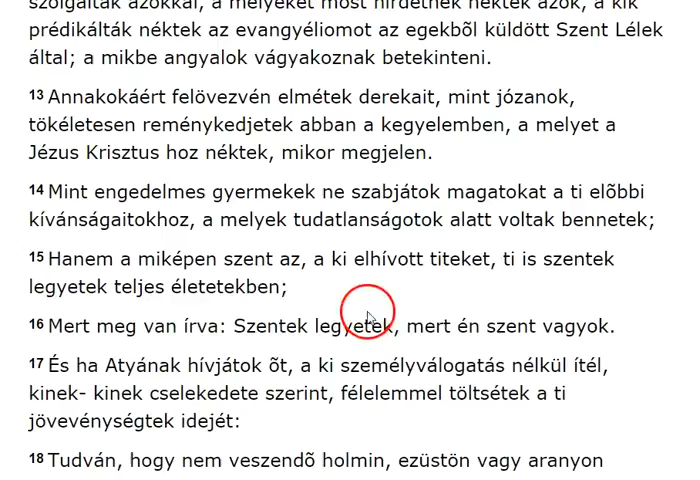 szolgáltak azokkal, a melyeket most hirdetnek néktek azok, a kik
prédikálták néktek az evangyéliomot az egekbõl küldött Szent Lélek
által; a mikbe angyalok vágyakoznak betekinteni.
13 Annakokáért felövezvén elmétek derekait, mint józanok,
tökéletesen reménykedjetek abban a kegyelemben, a melyet a
Jézus Krisztus hoz néktek, mikor megjelen.
14 Mint engedelmes gyermekek ne szabjátok magatokat a ti elõbbi
kívánságaitokhoz, a melyek tudatlanságotok alatt voltak bennetek;
15 Hanem a miképen szent az, a ki elhívott titeket, ti is szentek
legyetek teljes életetekben;
16 Mert meg van írva: Szentek legyetek, mert én szent vagyok.
17 És ha Atyának hívjátok õt, a ki személyválogatás nélkül ítél,
kinek- kinek cselekedete szerint, félelemmel töltsétek a ti
jövevénységtek idejét:
18 Tudván, hogy nem veszendõ holmin, ezüstön vagy aranyon